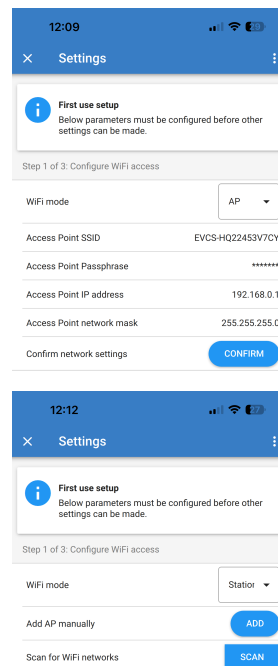 12:09
29
Settings
First use setup
Below parameters must be configured before other
settings can be made.
Step 1 of 3: Configure WiFi access
WiFi mode AP
Access Point SSID EVCS-HQ22453V7CY
Access Point Passphrase *******
Access Point IP address 192.168.0.1
Access Point network mask 255.255.255.0
Confirm network settings CONFIRM
12:12
27
Settings
First use setup
Below parameters must be configured before other
settings can be made.
Step 1 of 3: Configure WiFi access
WiFi mode Station
Add AP manually ADD
Scan for WiFi networks SCAN